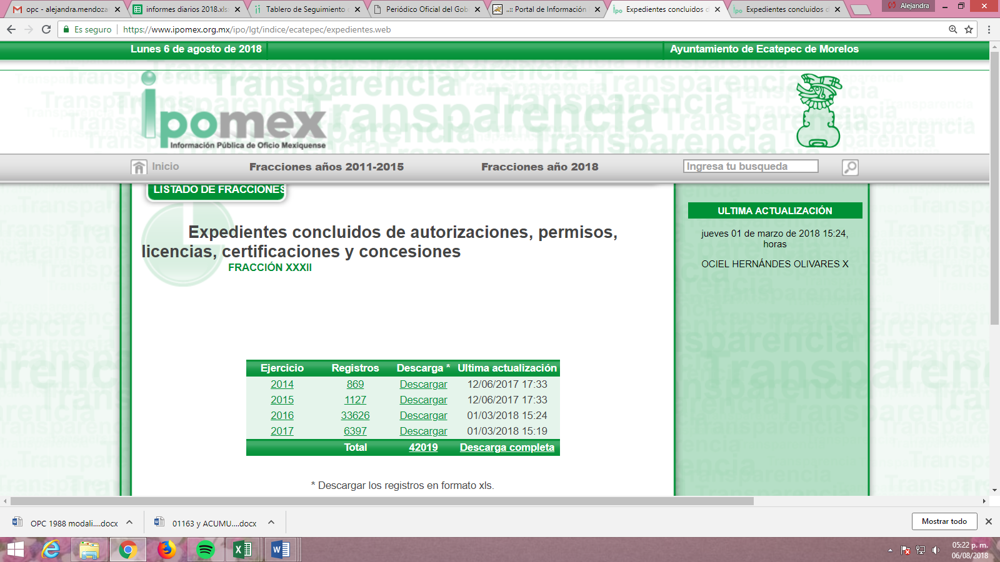 opc - alejandra.mendoza
informes diarios 2018.xls
Tablero de Seguimiento
Periódico Oficial del Gob
..:: Portal de Información
Expedientes concluidos d
Expedientes concluidos d
Alejandra
Es seguro
https://www.ipomex.org.mx/ipo/lgt/indice/ecatepec/expedientes.web
Lunes 6 de agosto de 2018
Ayuntamiento de Ecatepec de Morelos
ipomex
Información Pública de Oficio Mexiquense
Transparencia
Inicio
Fracciones años 2011-2015
Fracciones año 2018
Ingresa tu busqueda
LISTADO DE FRACCIONES
Expedientes concluidos de autorizaciones, permisos,
licencias, certificaciones y concesiones
FRACCIÓN XXXII
ULTIMA ACTUALIZACIÓN
jueves 01 de marzo de 2018 15:24,
horas
OCIEL HERNÁNDES OLIVARES X
Ejercicio Registros Descarga * Ultima actualización
2014 869 Descargar 12/06/2017 17:33
2015 1127 Descargar 12/06/2017 17:33
2016 33626 Descargar 01/03/2018 15:24
2017 6397 Descargar 01/03/2018 15:19
Total 42019 Descarga completa
* Descargar los registros en formato xls.
OPC 1988 modali....docx
01163 y ACUMU....docx
Mostrar todo
05:22 p. m.
06/08/2018